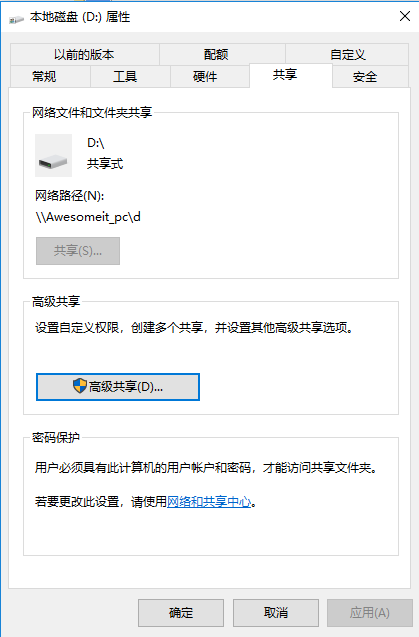 本地磁盘 (D:) 属性
以前的版本
配额
自定义
常规
工具
硬件
共享
安全
网络文件和文件夹共享
D:\
共享式
网络路径(N):
\\Awesomeit_pc\d
共享(S)...
高级共享
设置自定义权限，创建多个共享，并设置其他高级共享选项。
高级共享(D)...
密码保护
用户必须具有此计算机的用户帐户和密码，才能访问共享文件夹。
若要更改此设置，请使用网络和共享中心。
确定
取消
应用(A)